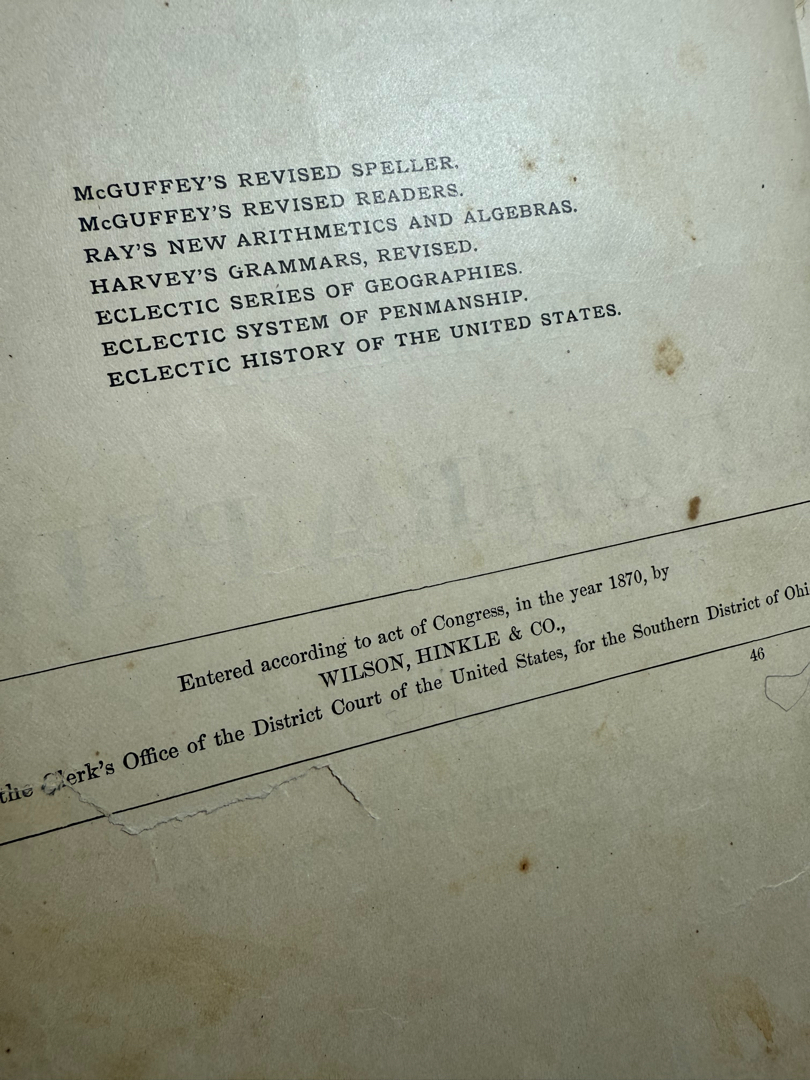 McGUFFEY'S REVISED SPELLER.
McGUFFEY'S REVISED READERS.
RAY'S NEW ARITHMETICS AND ALGEBRAS.
HARVEY'S GRAMMARS, REVISED.
ECLECTIC SERIES OF GEOGRAPHIES.
ECLECTIC SYSTEM OF PENMANSHIP.
ECLECTIC HISTORY OF THE UNITED STATES.
Entered according to act of Congress, in the year 1870, by
WILSON, HINKLE & CO.,
the Clerk's Office of the District Court of the United States, for the Southern District of Ohi
46